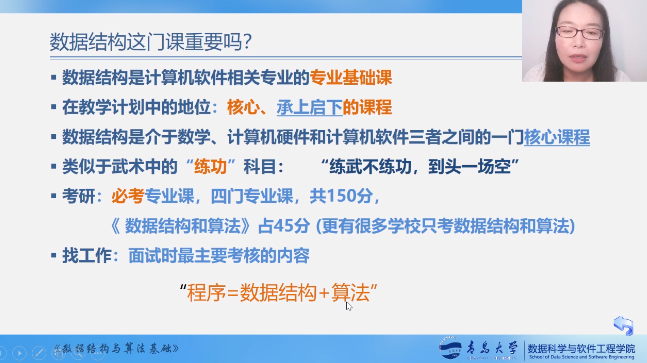 数据结构这门课重要吗？
▪ 数据结构是计算机软件相关专业的专业基础课
▪ 在教学计划中的地位：核心、承上启下的课程
▪ 数据结构是介于数学、计算机硬件和计算机软件三者之间的一门核心课程
▪ 类似于武术中的“练功”科目： “练武不练功，到头一场空”
▪ 考研：必考专业课，四门专业课，共150分，
《 数据结构和算法》占45分 (更有很多学校只考数据结构和算法)
▪ 找工作：面试时最主要考核的内容
“程序=数据结构+算法”
《数据结构与算法基础》
青岛大学
数据科学与软件工程学院
School of Data Science and Software Engineering